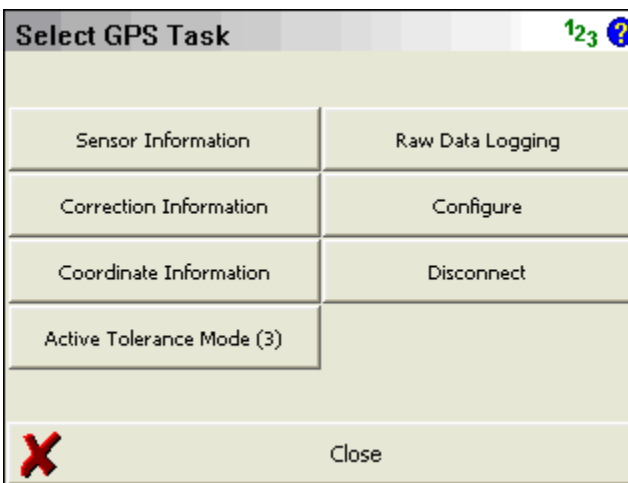 Select GPS Task
123 ?
Sensor Information
Raw Data Logging
Correction Information
Configure
Coordinate Information
Disconnect
Active Tolerance Mode (3)
Close